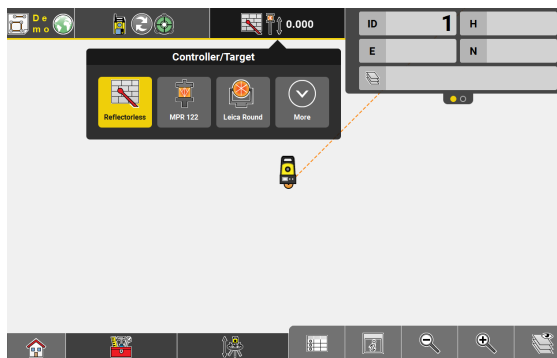 De
mo
0.000
ID 1 H
E N
Controller/Target
Reflectorless MPR 122 Leica Round More